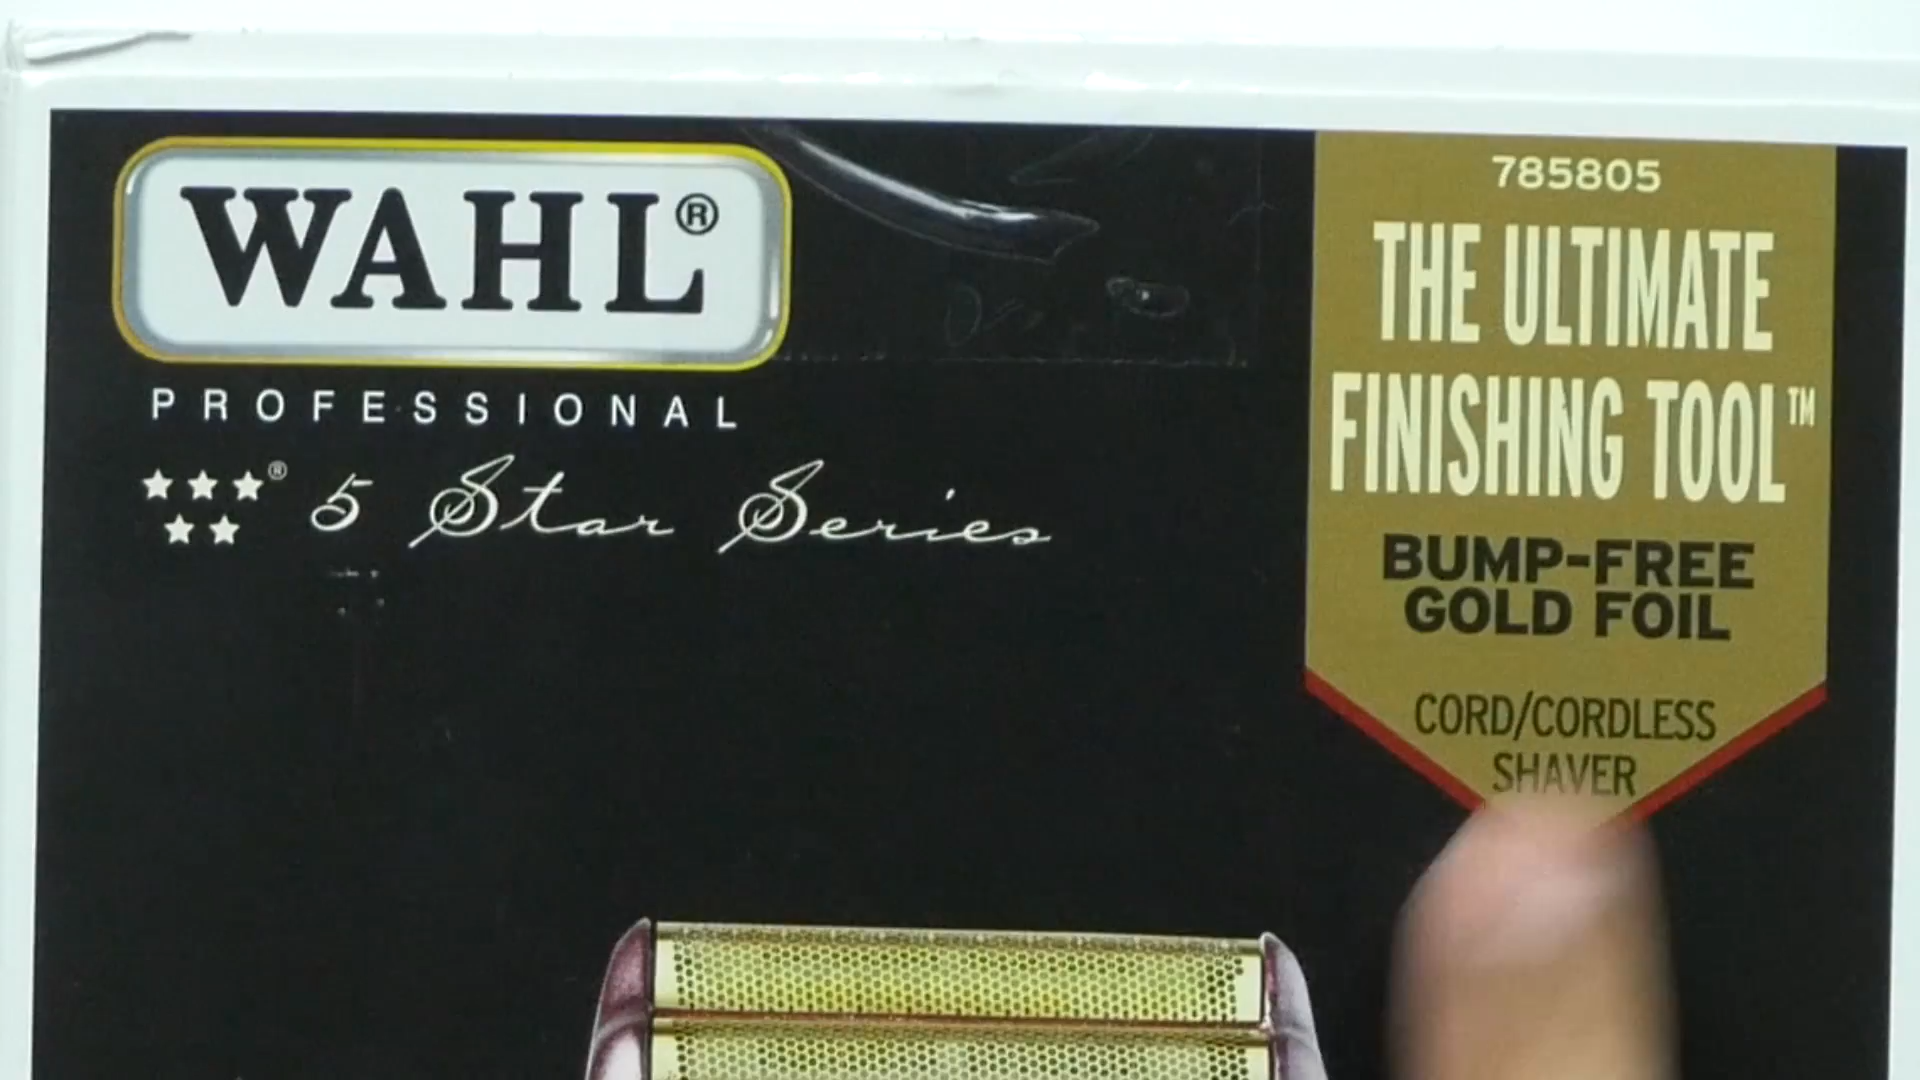 WAHL®
PROFESSIONAL
® 5 Star Series
785805
THE ULTIMATE
FINISHING TOOL™
BUMP-FREE
GOLD FOIL
CORD/CORDLESS
SHAVER